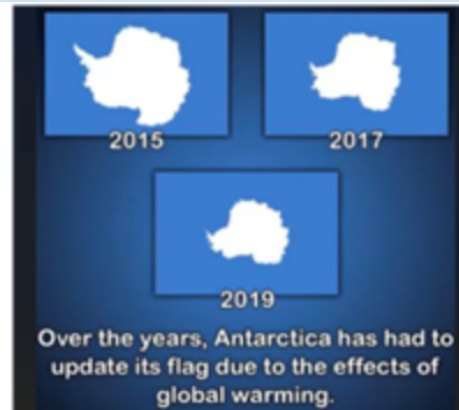 2015
2017
2019
Over the years, Antarctica has had to
update its flag due to the effects of
global warming.